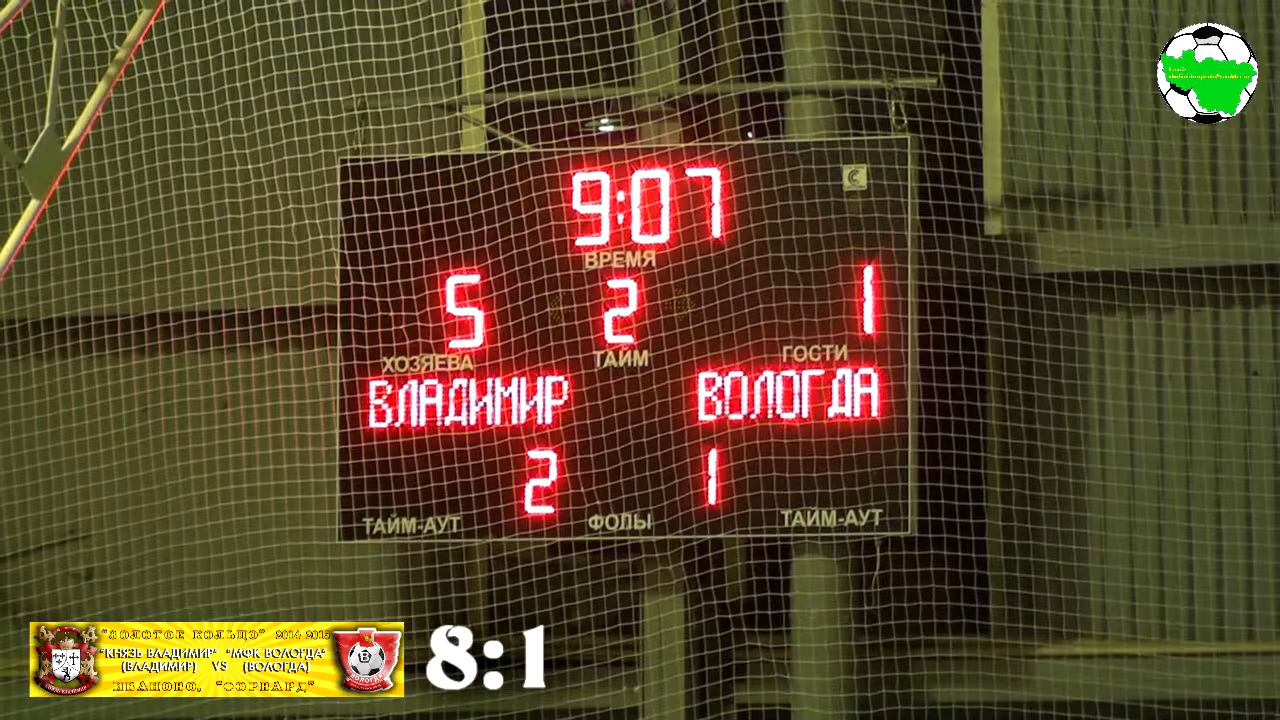 9:07
ВРЕМЯ
5 2 1
ХОЗЯЕВА ТАЙМ ГОСТИ
ВЛАДИМИР ВОЛОГДА
2 1
ТАЙМ-АУТ ФОЛЫ ТАЙМ-АУТ
"ЗОЛОТОЕ КОЛЬЦО" 2014-2015
"КНЯЗЬ ВЛАДИМИР" "МФК ВОЛОГДА"
(ВЛАДИМИР) VS (ВОЛОГДА)
ИВАНОВО, "ФОРВАРД"
ВОЛОГДА
8:1